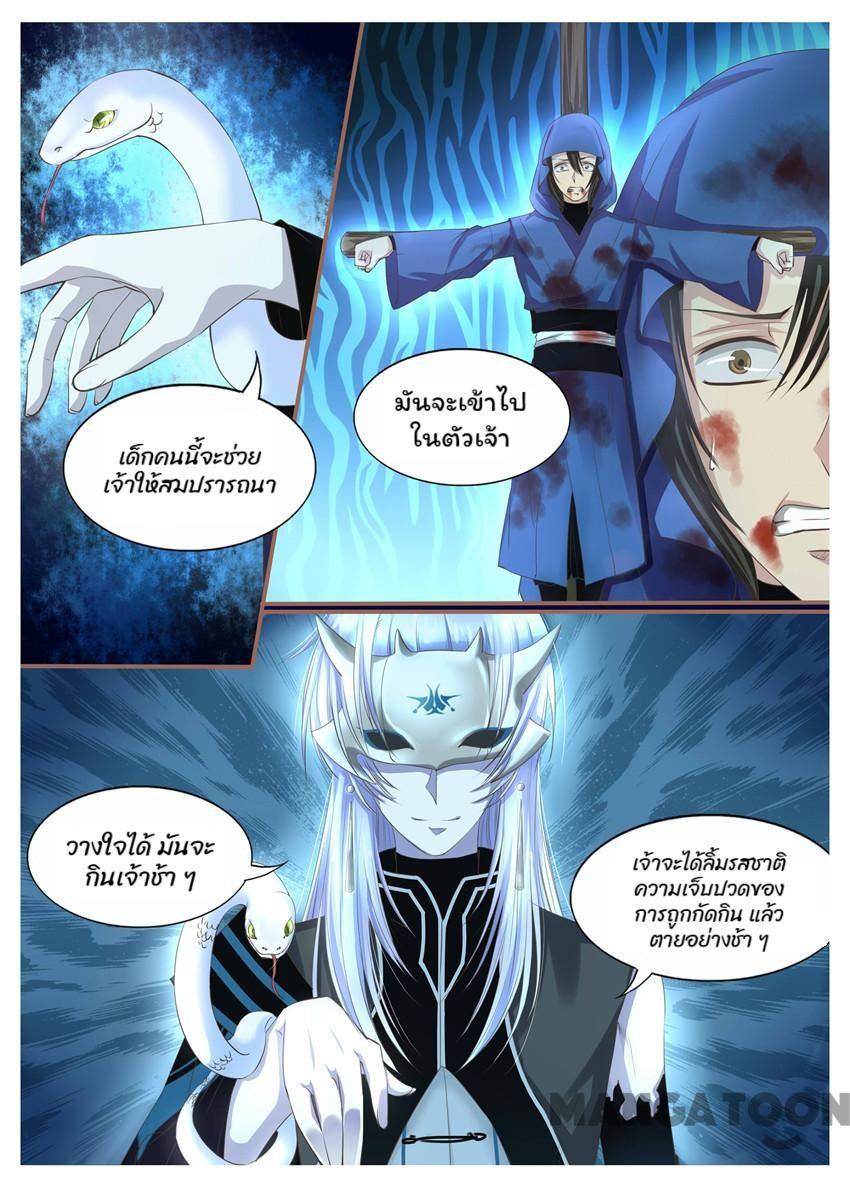 เด็กคนนี้จะช่วย
เจ้าให้สมปรารถนา
มันจะเข้าไป
ในตัวเจ้า
วางใจได้ มันจะ
กินเจ้าช้า ๆ
เจ้าจะได้ลิ้มรสชาติ
ความเจ็บปวดของ
การถูกกัดกิน แล้ว
ตายอย่างช้า ๆ
MANGATOON